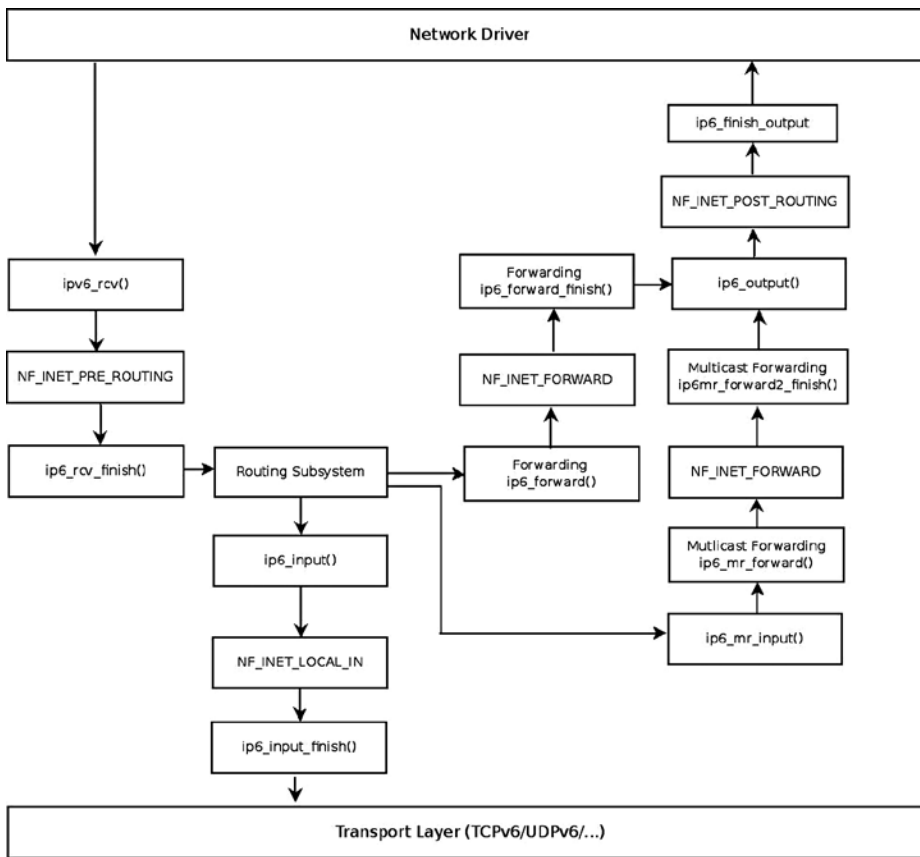 Network Driver
ip6_finish_output
NF_INET_POST_ROUTING
ipv6_rcv()
Forwarding
ip6_forward_finish()
ip6_output()
NF_INET_PRE_ROUTING
NF_INET_FORWARD
Multicast Forwarding
ip6mr_forward2_finish()
ip6_rcv_finish()
Routing Subsystem
Forwarding
ip6_forward()
NF_INET_FORWARD
ip6_input()
Mutlicast Forwarding
ip6_mr_forward()
NF_INET_LOCAL_IN
ip6_mr_input()
ip6_input_finish()
Transport Layer (TCPv6/UDPv6/...)